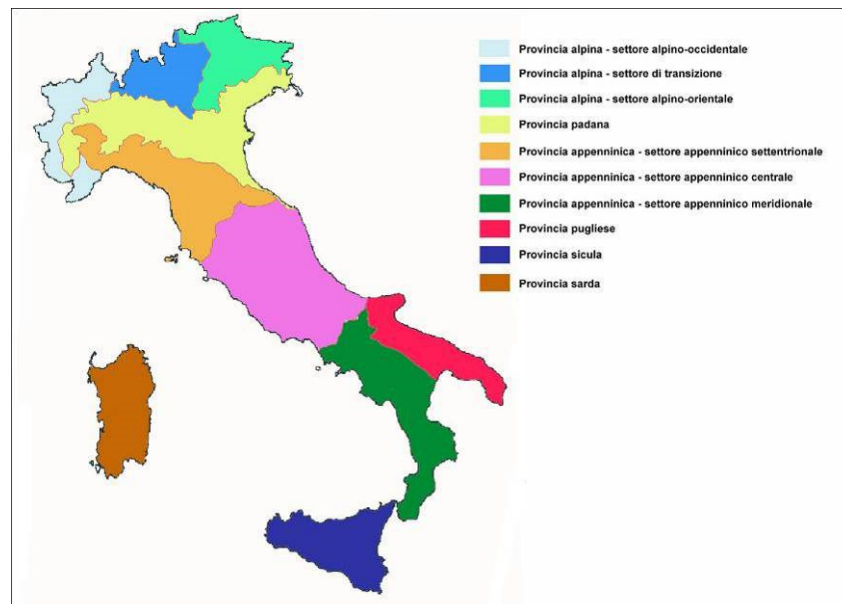 Provincia alpina - settore alpino-occidentale
Provincia alpina - settore di transizione
Provincia alpina - settore alpino-orientale
Provincia padana
Provincia appenninica - settore appenninico settentrionale
Provincia appenninica - settore appenninico centrale
Provincia appenninica - settore appenninico meridionale
Provincia pugliese
Provincia sicula
Provincia sarda